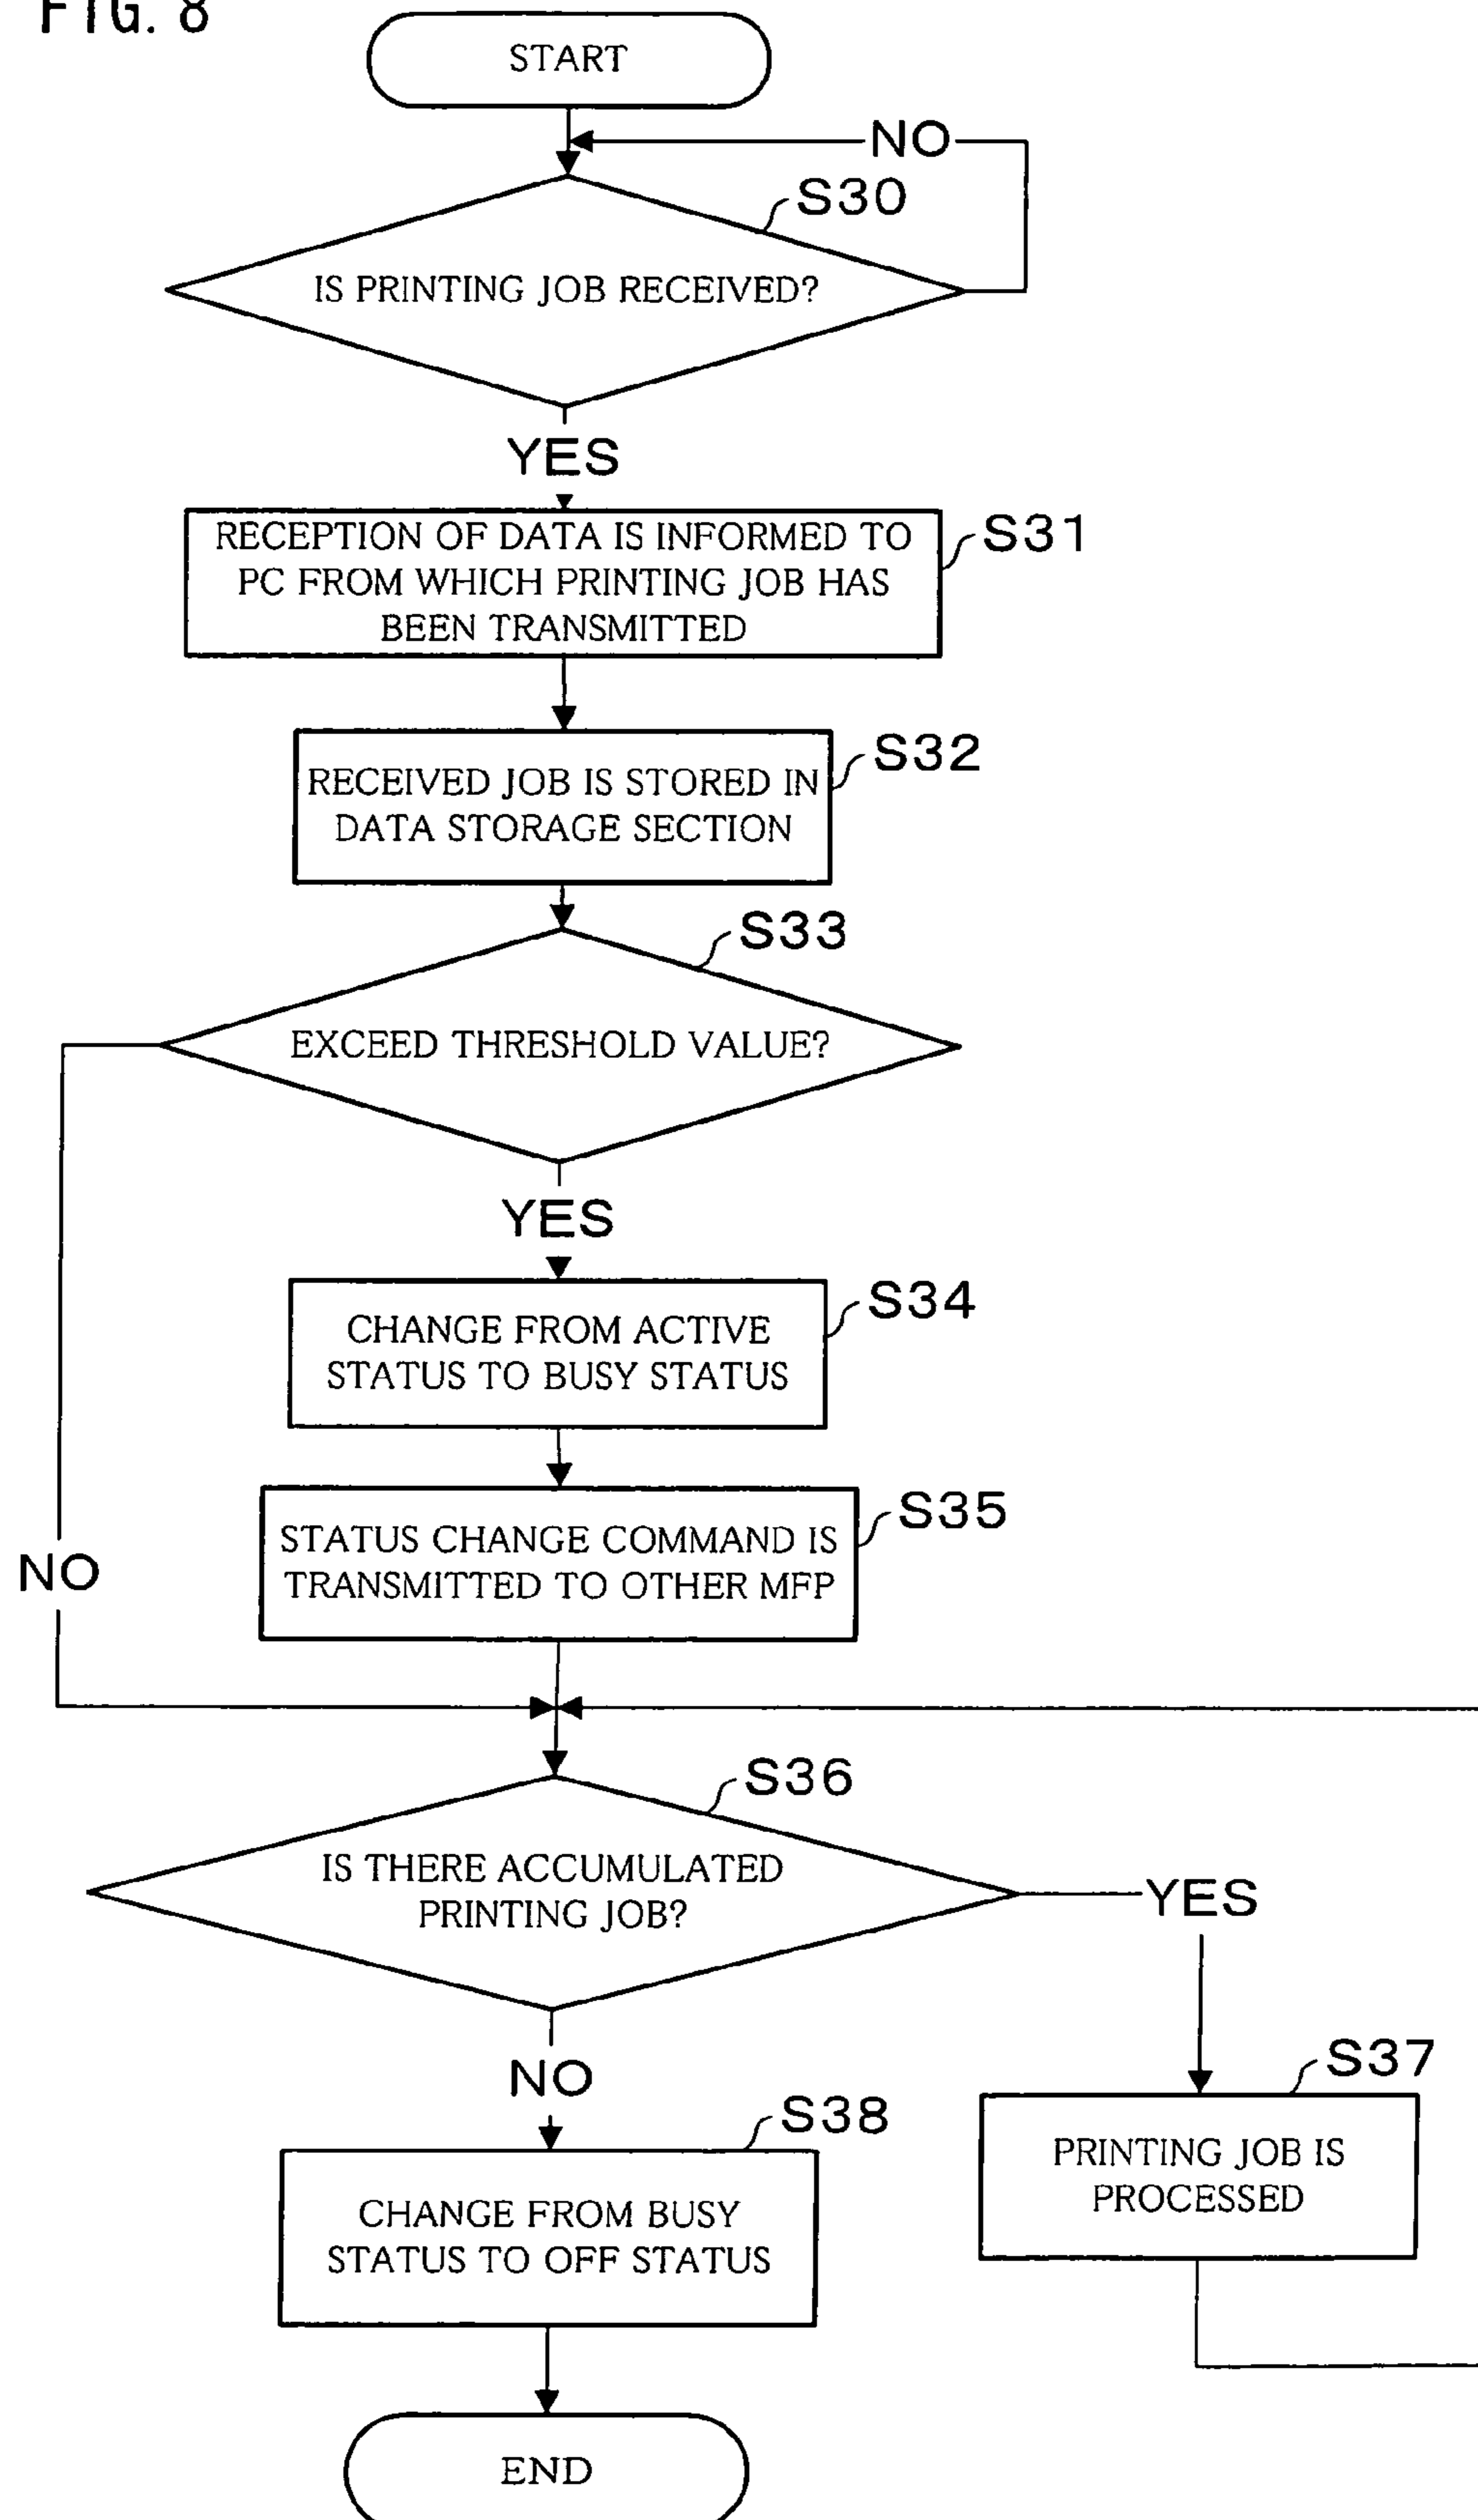 FIG. 8
START
NO
S30
IS PRINTING JOB RECEIVED?
YES
S31
RECEPTION OF DATA IS INFORMED TO
PC FROM WHICH PRINTING JOB HAS
BEEN TRANSMITTED
S32
RECEIVED JOB IS STORED IN
DATA STORAGE SECTION
S33
EXCEED THRESHOLD VALUE?
YES
S34
CHANGE FROM ACTIVE
STATUS TO BUSY STATUS
S35
STATUS CHANGE COMMAND IS
TRANSMITTED TO OTHER MFP
NO
S36
IS THERE ACCUMULATED
PRINTING JOB?
YES
NO
S37
PRINTING JOB IS
PROCESSED
S38
CHANGE FROM BUSY
STATUS TO OFF STATUS
END